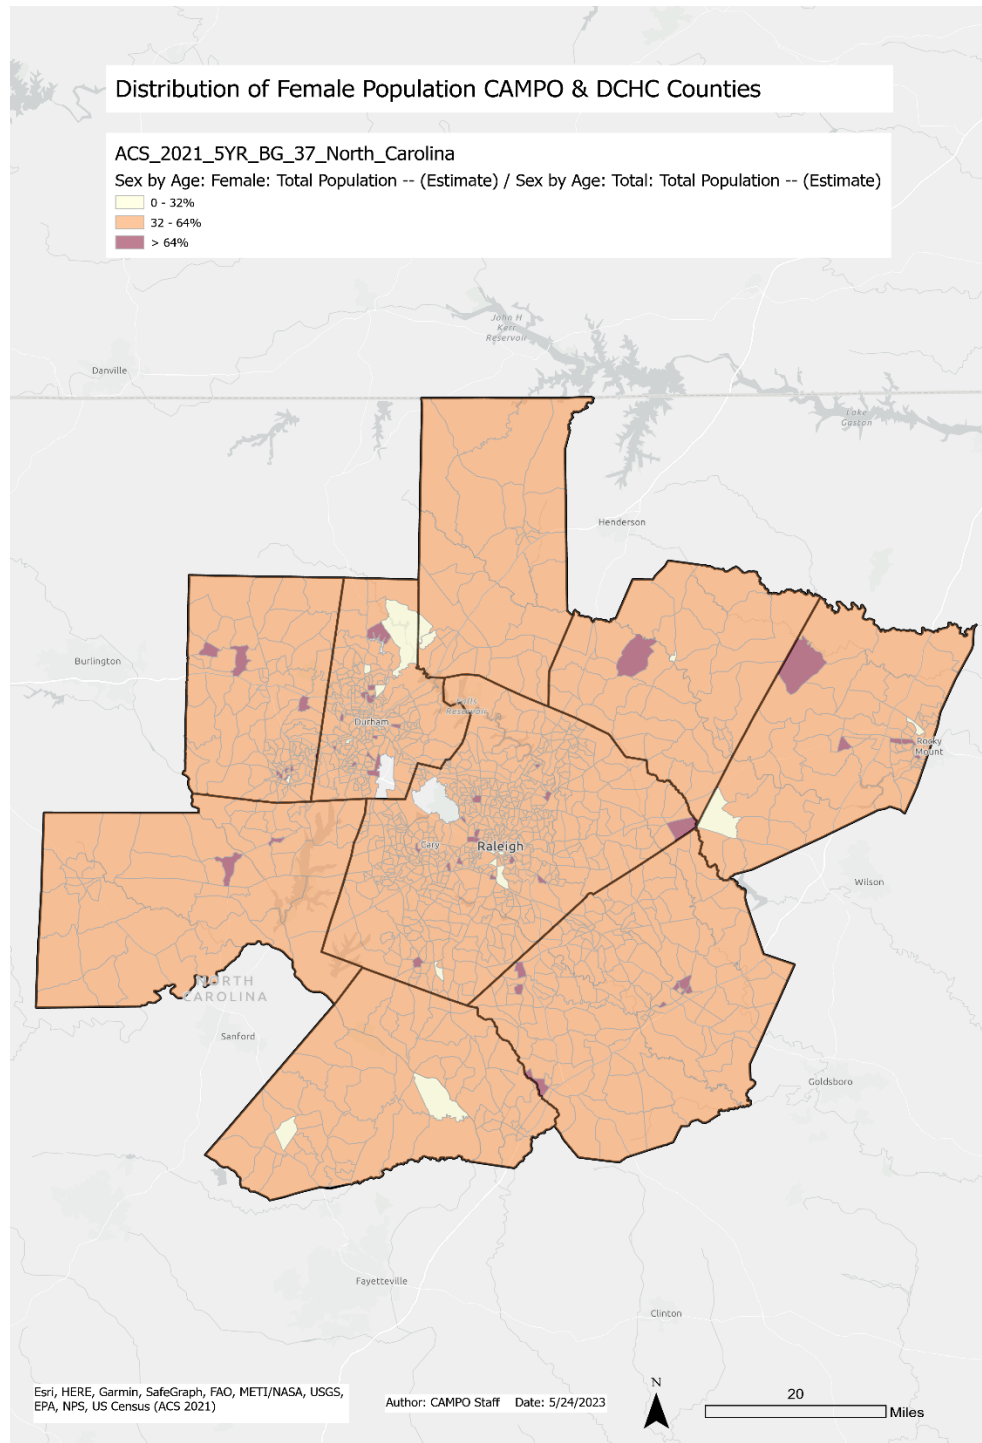 Distribution of Female Population CAMPO & DCHC Counties
ACS_2021_5YR_BG_37_North_Carolina
Sex by Age: Female: Total Population -- (Estimate) / Sex by Age: Total: Total Population -- (Estimate)
0 - 32%
32 - 64%
> 64%
John H
Kerr
Reservoir
Danville
Lake
Gaston
Henderson
Burlington
Falls
Reservoir
Durham
Rocky
Mount
Cary
Raleigh
Wilson
NORTH
CAROLINA
Sanford
Goldsboro
Fayetteville
Clinton
Esri, HERE, Garmin, SafeGraph, FAO, METI/NASA, USGS,
EPA, NPS, US Census (ACS 2021)
Author: CAMPO Staff Date: 5/24/2023
N
20
Miles